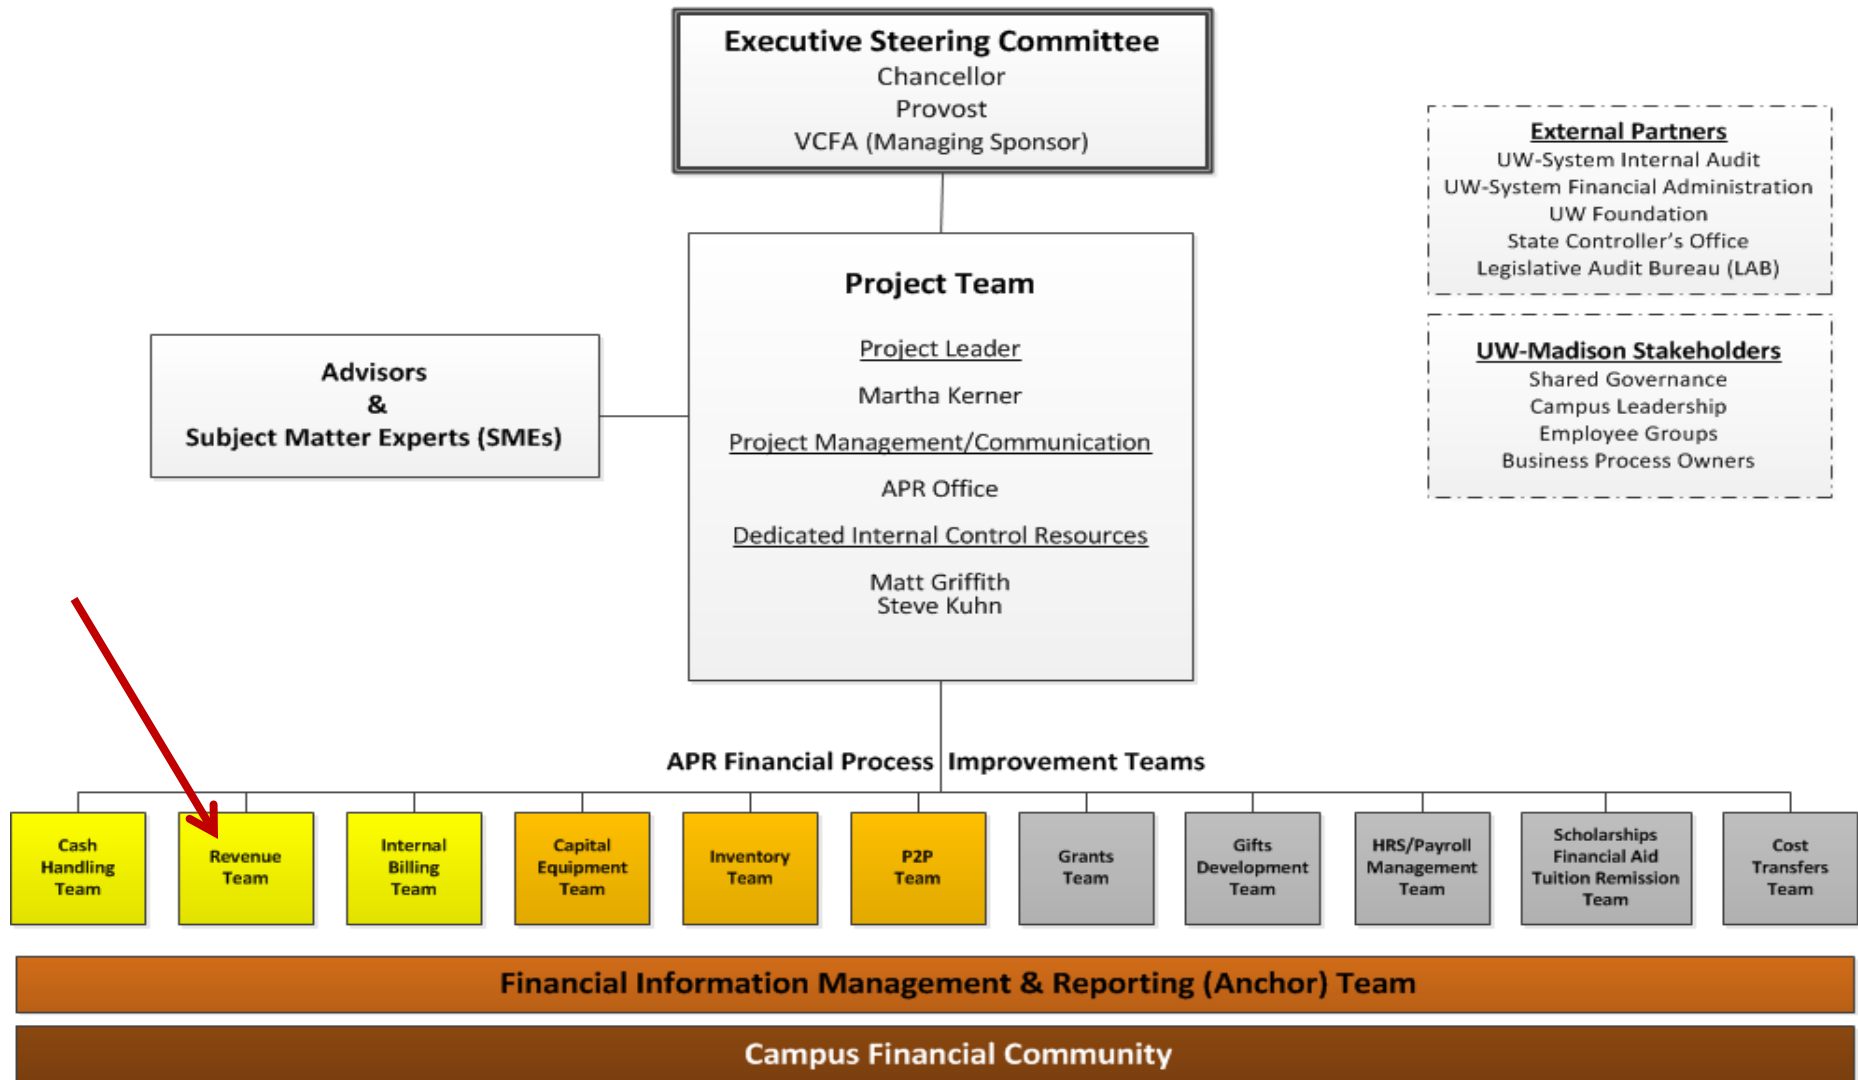 Executive Steering Committee
Chancellor
Provost
VCFA (Managing Sponsor)
External Partners
UW-System Internal Audit
UW-System Financial Administration
UW Foundation
State Controller's Office
Legislative Audit Bureau (LAB)
UW-Madison Stakeholders
Shared Governance
Campus Leadership
Employee Groups
Business Process Owners
Advisors
&
Subject Matter Experts (SMEs)
Project Team
Project Leader
Martha Kerner
Project Management/Communication
APR Office
Dedicated Internal Control Resources
Matt Griffith
Steve Kuhn
APR Financial Process Improvement Teams
Cash
Handling
Team
Revenue
Team
Internal
Billing
Team
Capital
Equipment
Team
Inventory
Team
P2P
Team
Grants
Team
Gifts
Development
Team
HRS/Payroll
Management
Team
Scholarships
Financial Aid
Tuition Remission
Team
Cost
Transfers
Team
Financial Information Management & Reporting (Anchor) Team
Campus Financial Community